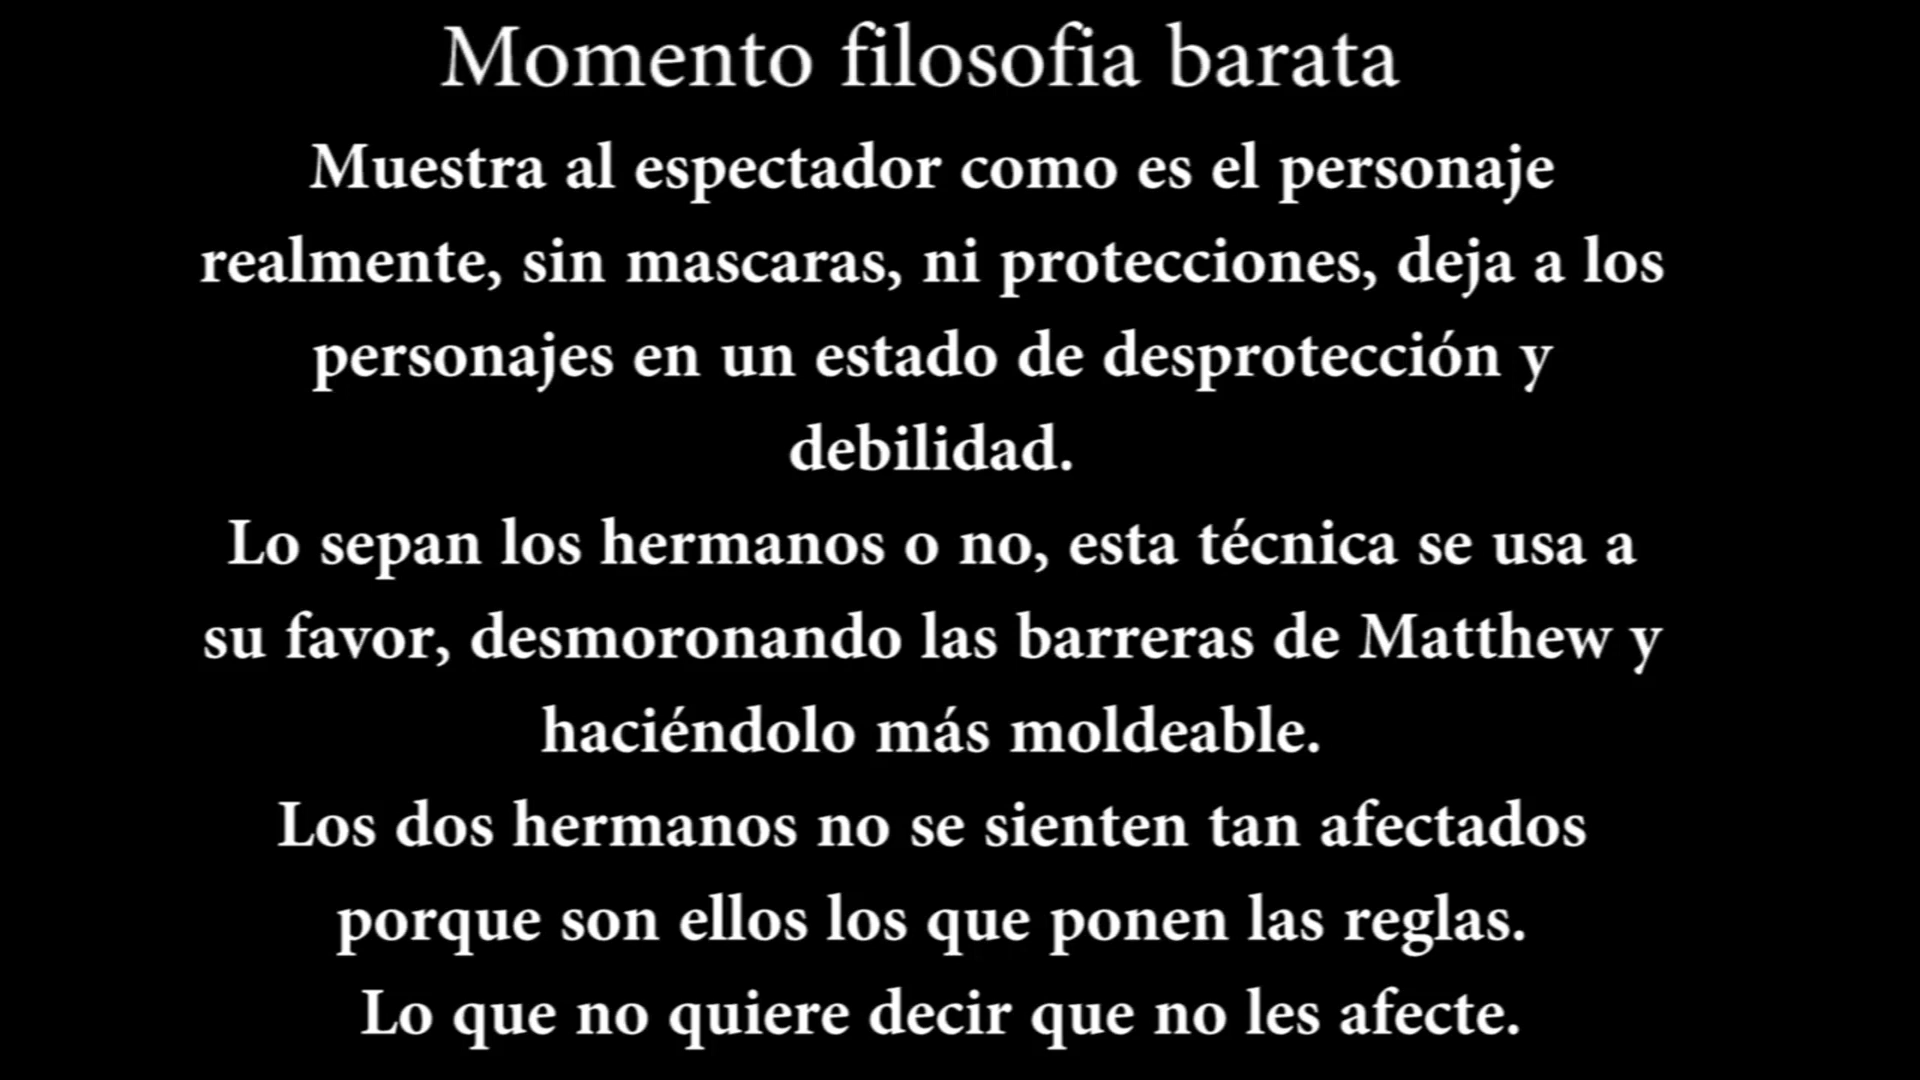 Momento filosofia barata
Muestra al espectador como es el personaje
realmente, sin mascaras, ni protecciones, deja a los
personajes en un estado de desprotección y
debilidad.
Lo sepan los hermanos o no, esta técnica se usa a
su favor, desmoronando las barreras de Matthew y
haciéndolo más moldeable.
Los dos hermanos no se sienten tan afectados
porque son ellos los que ponen las reglas.
Lo que no quiere decir que no les afecte.